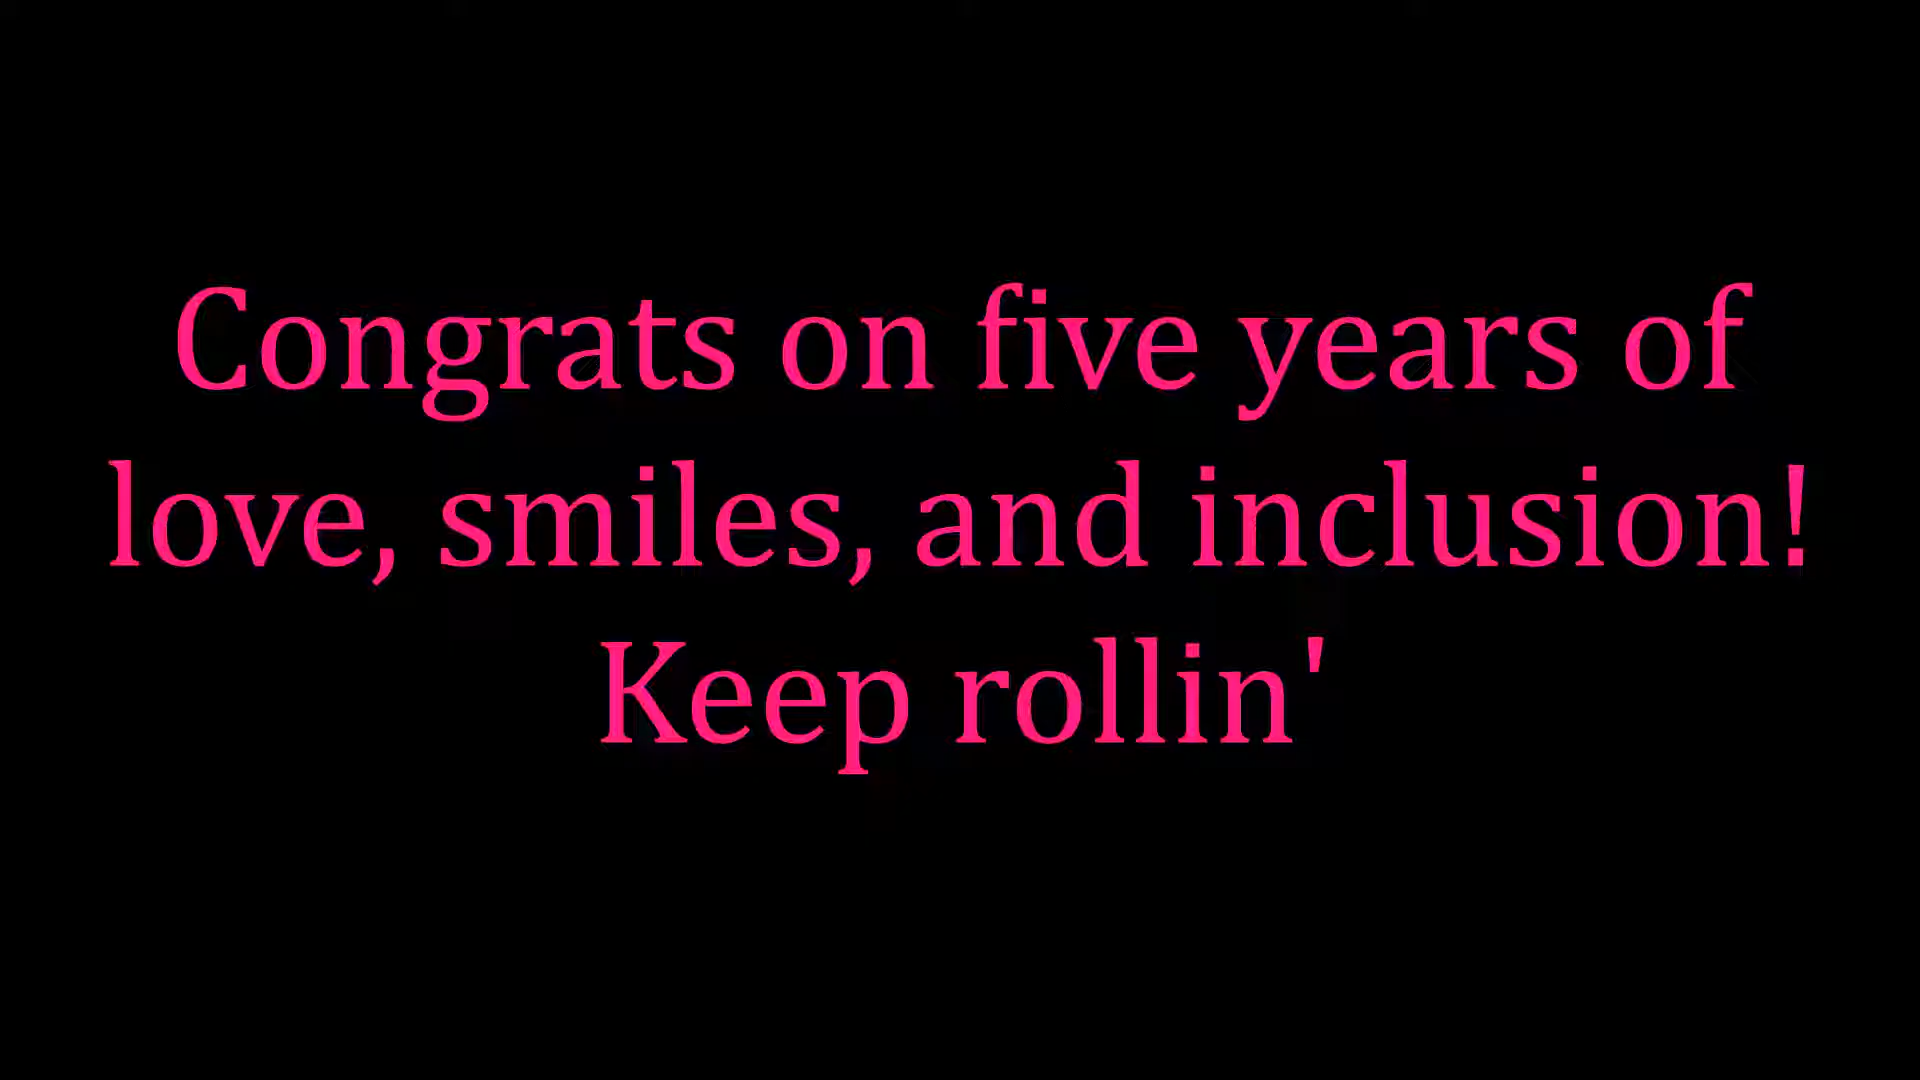 Congrats on five years of
love, smiles, and inclusion!
Keep rollin'